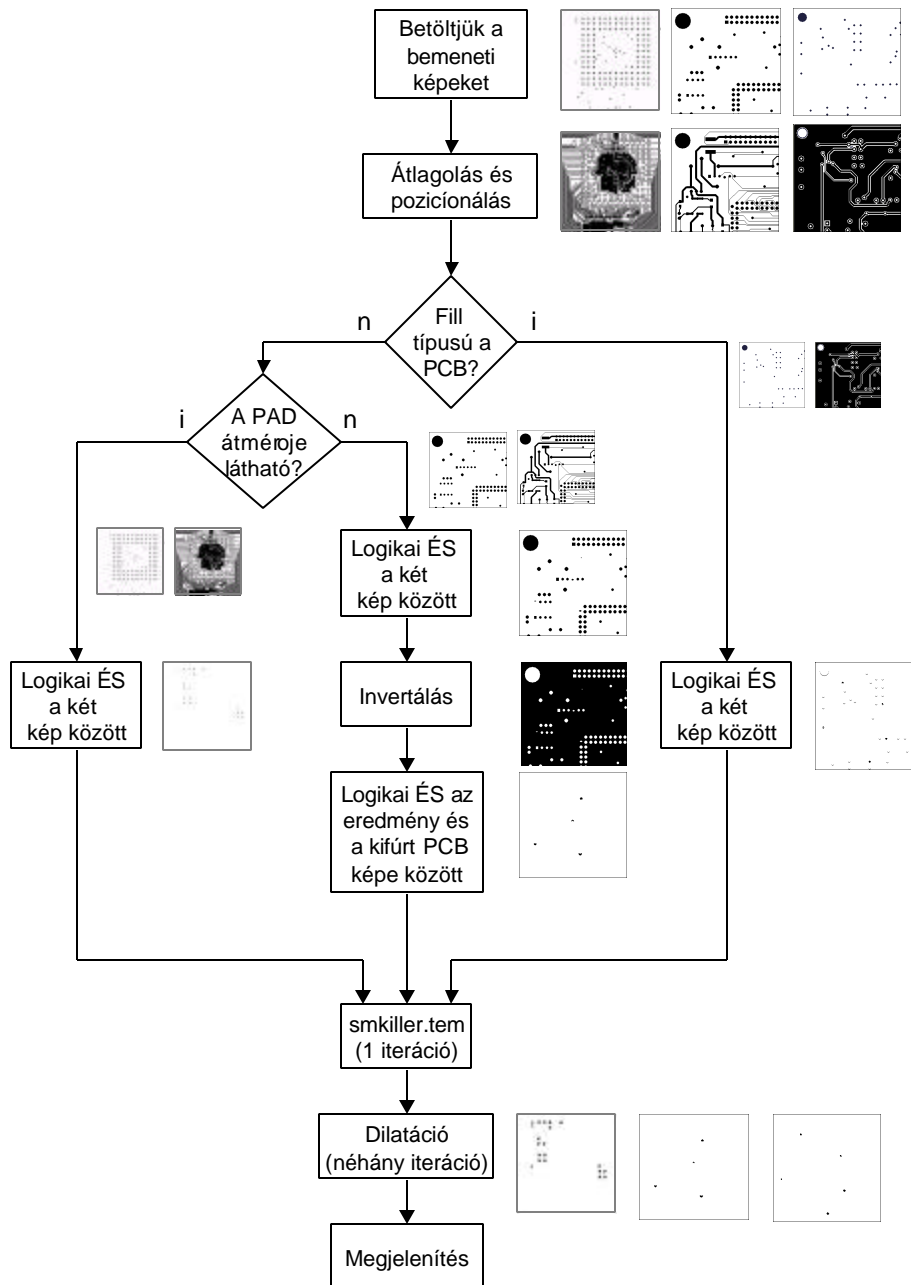 Betöltjük a
bemeneti
képeket
Átlagolás és
pozicíonálás
Fill
típusú a
PCB?
n
i
A PAD
átméroje
látható?
i
n
Logikai ÉS
a két
kép között
Logikai ÉS
a két
kép között
Invertálás
Logikai ÉS
a két
kép között
Logikai ÉS az
eredmény és
a kifúrt PCB
képe között
smkiller.tem
(1 iteráció)
Dilatáció
(néhány iteráció)
Megjelenítés